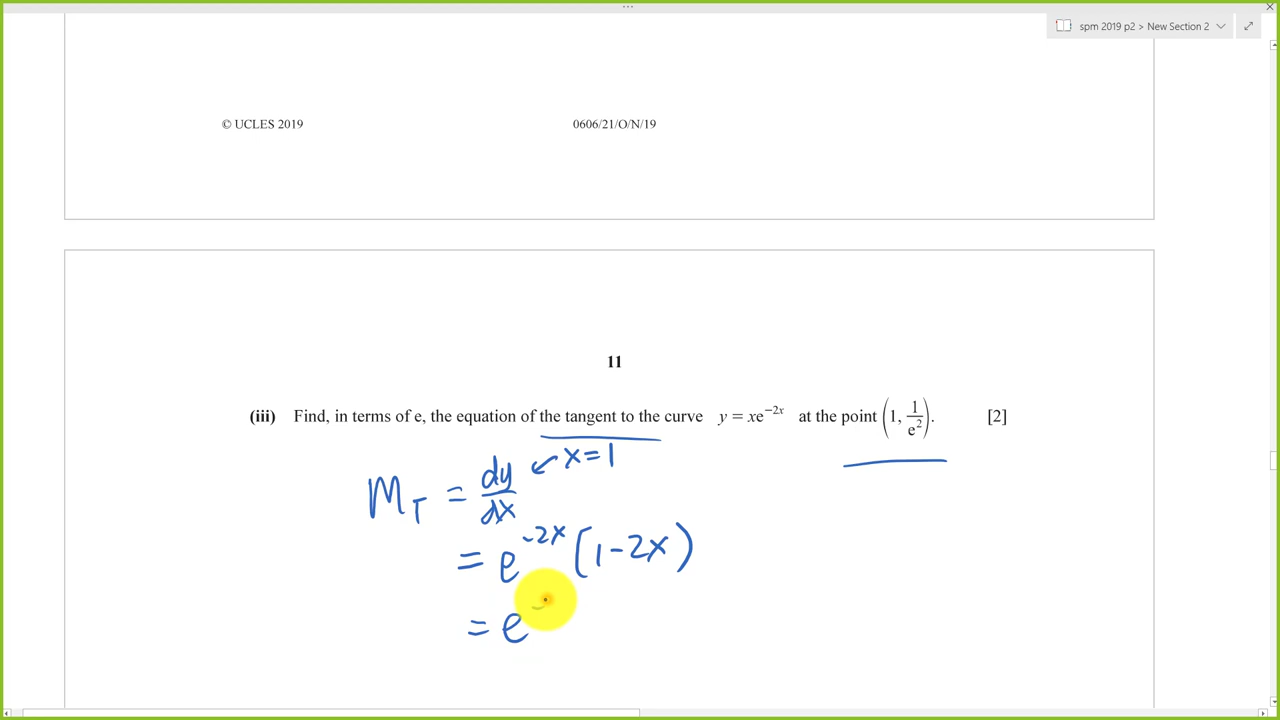 spm 2019 p2 > New Section 2
© UCLES 2019 0606/21/O/N/19
11
(iii) Find, in terms of e, the equation of the tangent to the curve y = xe⁻²ˣ at the point (1, 1/e²). [2]
M_T = dy/dx ↙ x=1
= e⁻²ˣ (1-2x)
= e⁻